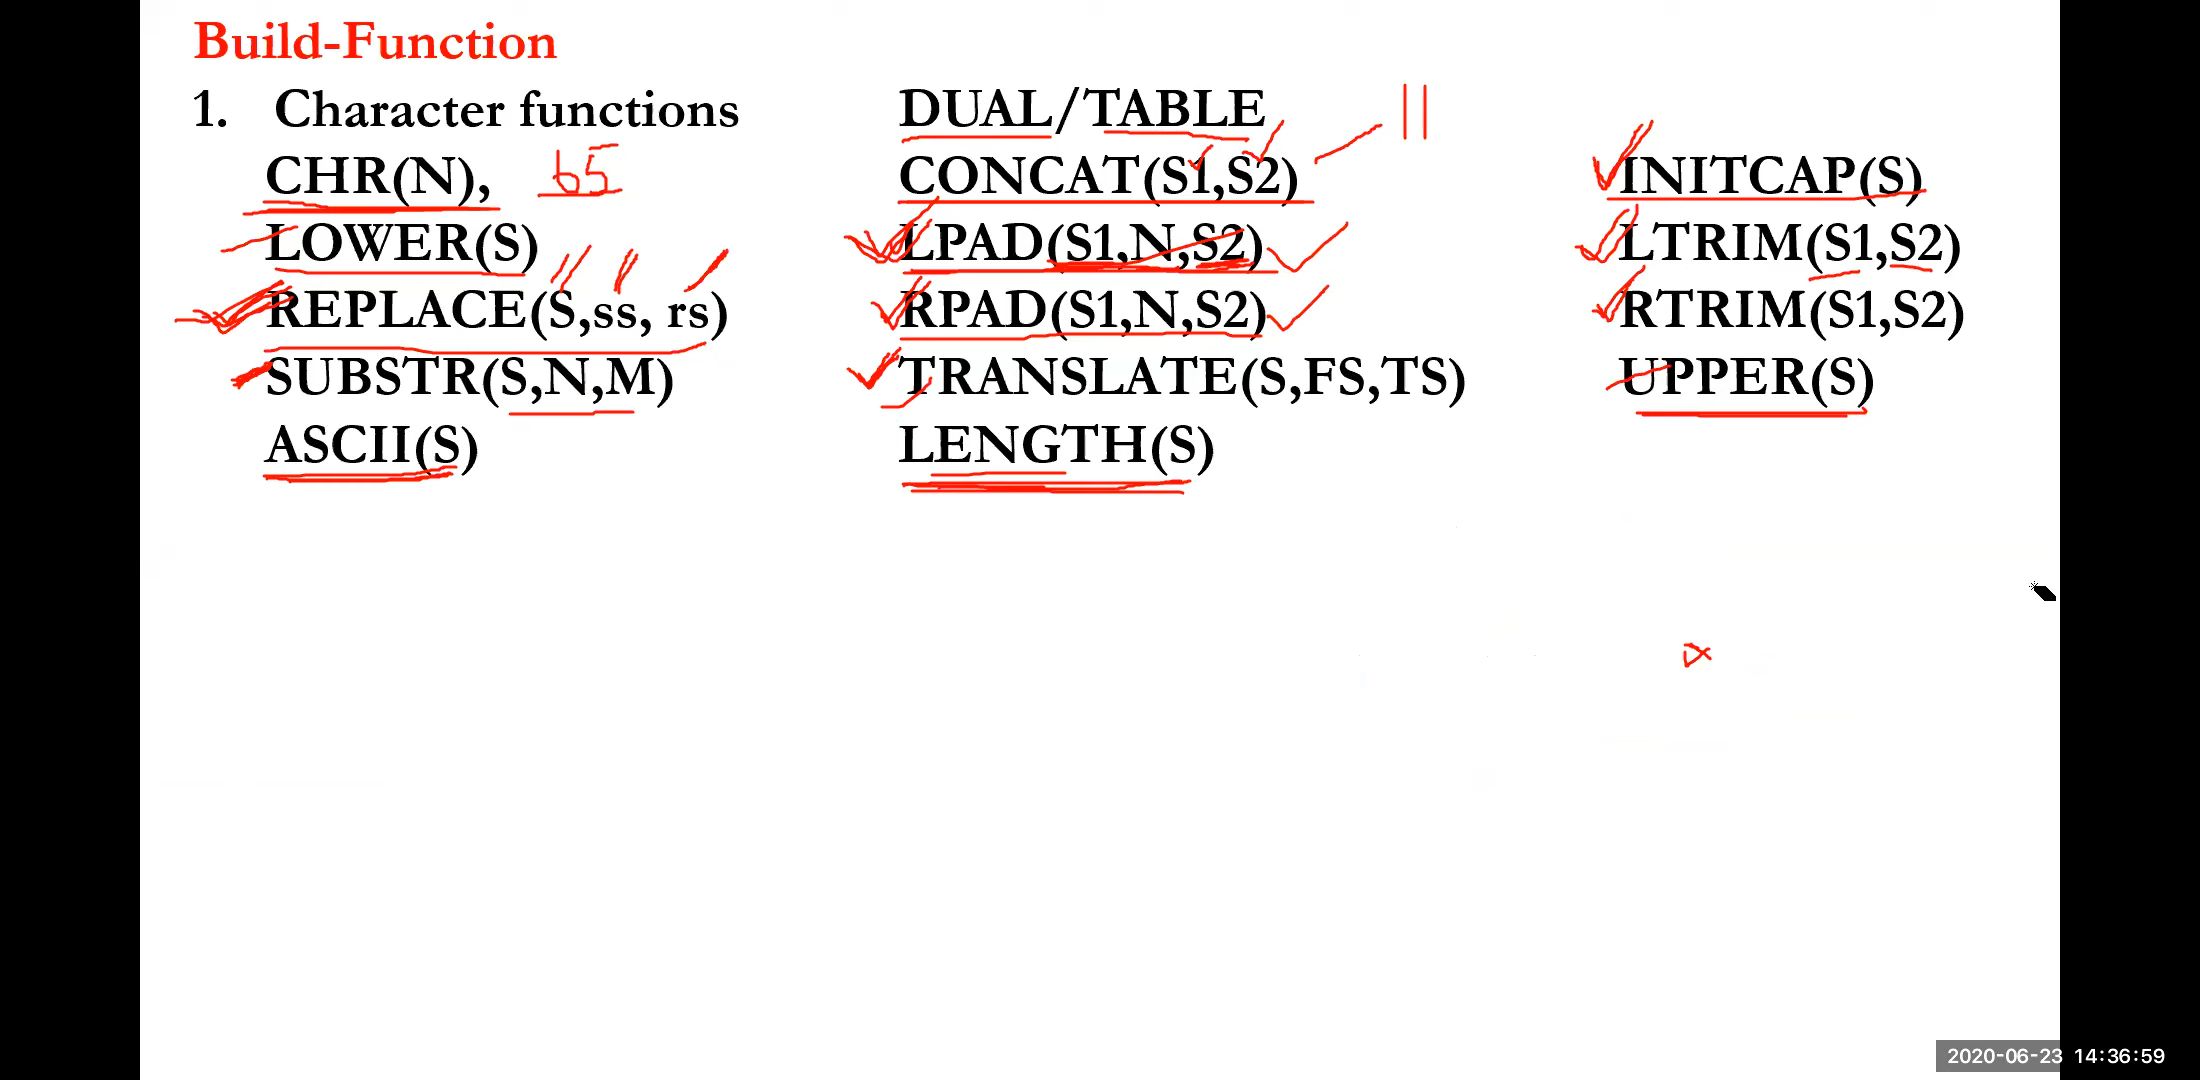 Build-Function
1. Character functions DUAL/TABLE ||
CHR(N), 65 CONCAT(S1,S2) INITCAP(S)
LOWER(S) LPAD(S1,N,S2) LTRIM(S1,S2)
REPLACE(S,ss, rs) RPAD(S1,N,S2) RTRIM(S1,S2)
SUBSTR(S,N,M) TRANSLATE(S,FS,TS) UPPER(S)
ASCII(S) LENGTH(S)
2020-06-23 14:36:59